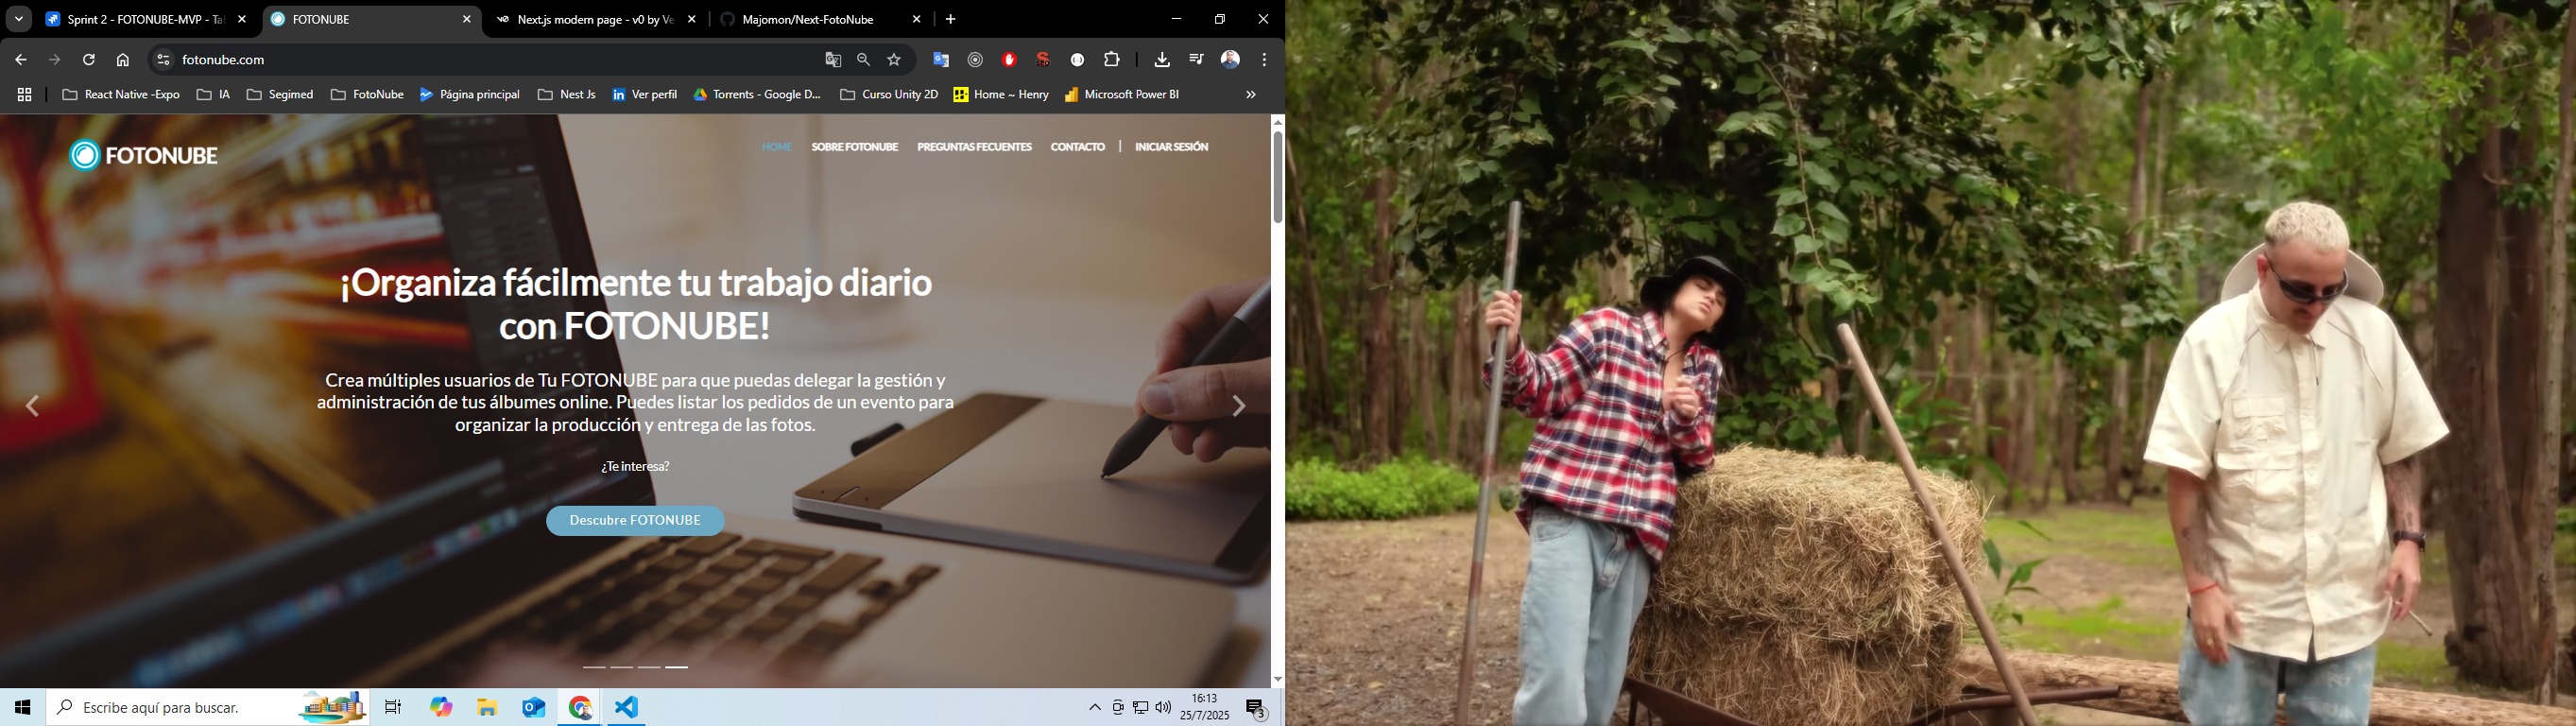 Sprint 2 - FOTONUBE-MVP - Ta
FOTONUBE
Next.js modern page - v0 by Ve
Majomon/Next-FotoNube
fotonube.com
React Native -Expo
IA
Segimed
FotoNube
Página principal
Nest Js
Ver perfil
Torrents - Google D...
Curso Unity 2D
Home ~ Henry
Microsoft Power BI
FOTONUBE
HOME
SOBRE FOTONUBE
PREGUNTAS FECUENTES
CONTACTO
INICIAR SESIÓN
¡Organiza fácilmente tu trabajo diario
con FOTONUBE!
Crea múltiples usuarios de Tu FOTONUBE para que puedas delegar la gestión y
administración de tus álbumes online. Puedes listar los pedidos de un evento para
organizar la producción y entrega de las fotos.
¿Te interesa?
Descubre FOTONUBE
Escribe aquí para buscar.
16:13
25/7/2025
3